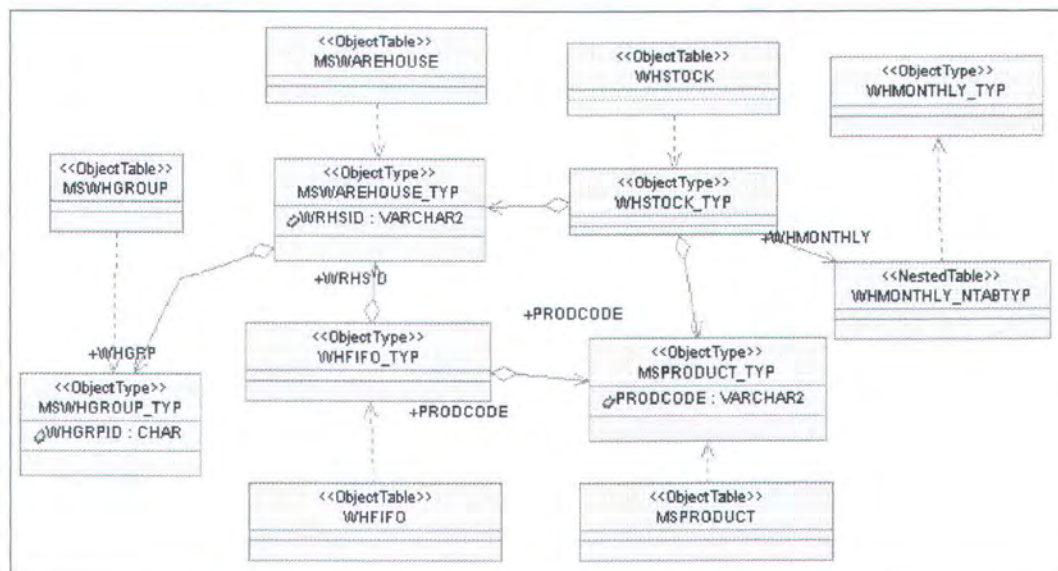 <<ObjectTable>>
MSWAREHOUSE
<<ObjectTable>>
WHSTOCK
<<ObjectType>>
WHMONTHLY_TYP
<<ObjectTable>>
MSWHGROUP
<<ObjectType>>
MSWAREHOUSE_TYP
WRHSID : VARCHAR2
<<ObjectType>>
WHSTOCK_TYP
+WHMONTHLY
<<NestedTable>>
WHMONTHLY_NTABTYP
+WRHSID
+PRODCODE
+WHGRP
<<ObjectType>>
WHFIFO_TYP
<<ObjectType>>
MSPRODUCT_TYP
PRODCODE : VARCHAR2
<<ObjectType>>
MSWHGROUP_TYP
WHGRPID : CHAR
+PRODCODE
<<ObjectTable>>
WHFIFO
<<ObjectTable>>
MSPRODUCT